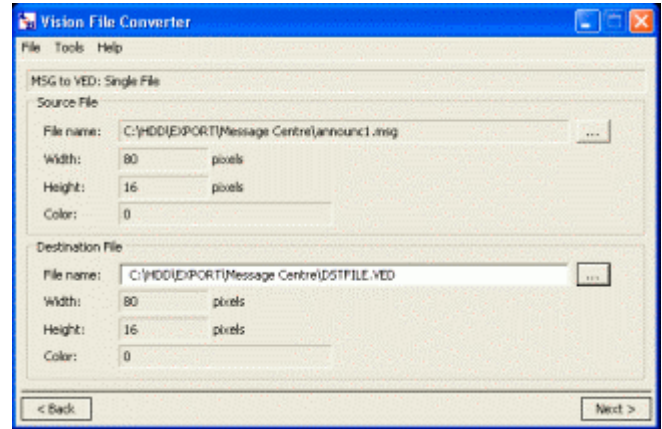 Vision File Converter
File Tools Help
MSG to VED: Single File
Source File
File name: C:\HDD\EXPORT\Message Centre\announc1.msg ...
Width: 80 pixels
Height: 16 pixels
Color: 0
Destination File
File name: C:\HDD\EXPORT\Message Centre\DSTFILE.VED ...
Width: 80 pixels
Height: 16 pixels
Color: 0
< Back Next >